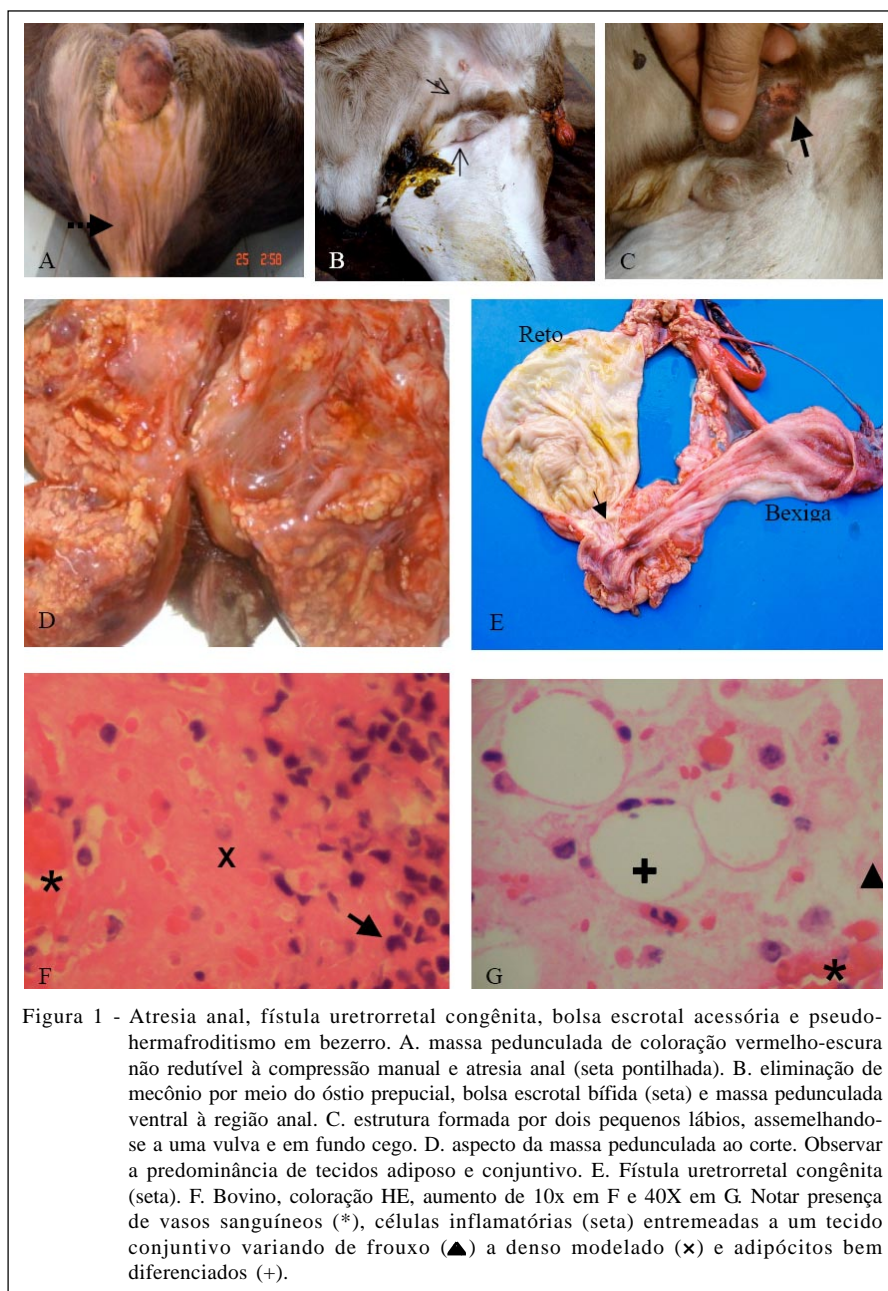 A
25 2:58
B
C
Reto
Bexiga
D
E
x
*
F
+
▲
*
G
Figura 1 - Atresia anal, fístula uretrorretal congênita, bolsa escrotal acessória e pseudo-
hermafroditismo em bezerro. A. massa pedunculada de coloração vermelho-escura
não redutível à compressão manual e atresia anal (seta pontilhada). B. eliminação de
mecônio por meio do óstio prepucial, bolsa escrotal bífida (seta) e massa pedunculada
ventral à região anal. C. estrutura formada por dois pequenos lábios, assemelhando-
se a uma vulva e em fundo cego. D. aspecto da massa pedunculada ao corte. Observar
a predominância de tecidos adiposo e conjuntivo. E. Fístula uretrorretal congênita
(seta). F. Bovino, coloração HE, aumento de 10x em F e 40X em G. Notar presença
de vasos sanguíneos (*), células inflamatórias (seta) entremeadas a um tecido
conjuntivo variando de frouxo (▲) a denso modelado (×) e adipócitos bem
diferenciados (+).